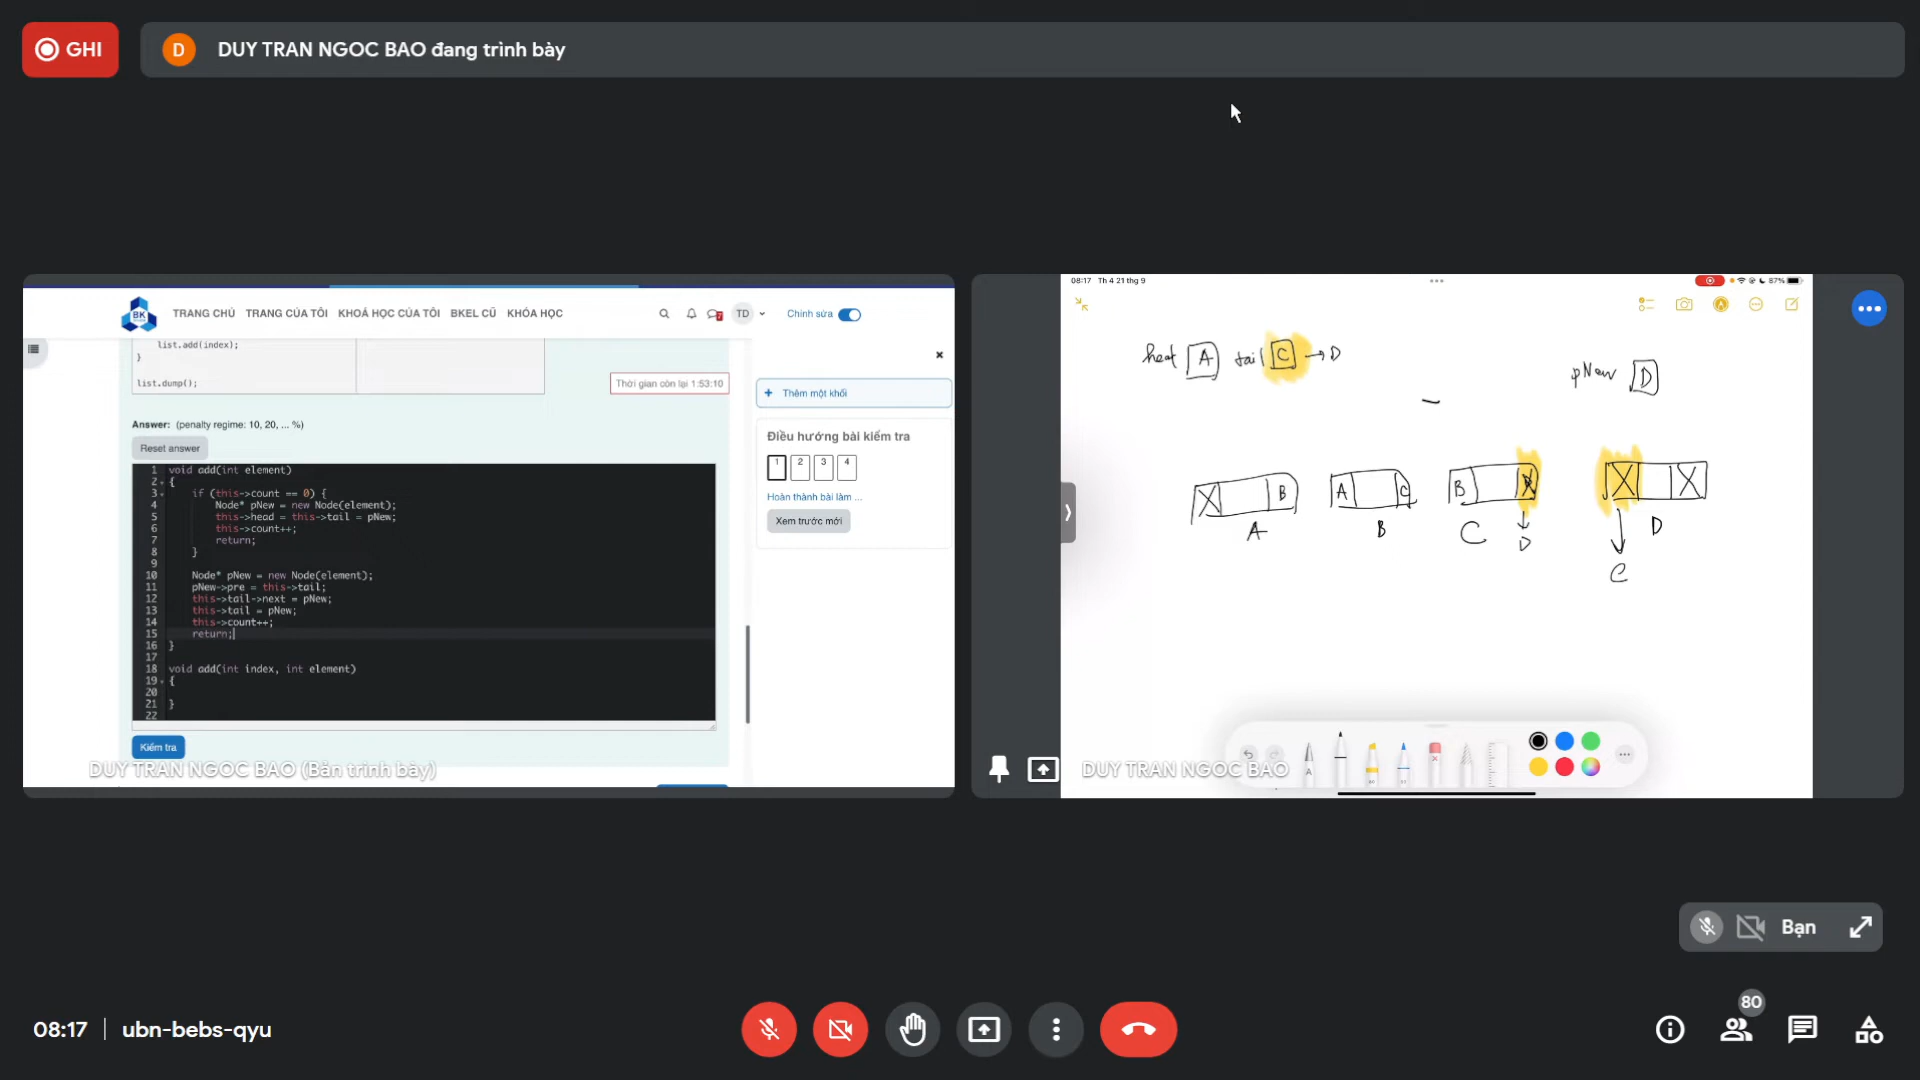 GHI
D
DUY TRAN NGOC BAO đang trình bày
BK
TRANG CHỦ TRANG CỦA TÔI KHOÁ HỌC CỦA TÔI BKEL CŨ KHÓA HỌC
TD
Chỉnh sửa
list.add(index);
}
list.dump();
Thời gian còn lại 1:53:10
Answer: (penalty regime: 10, 20, ... %)
Reset answer
1 void add(int element)
2 {
3 if (this->count == 0) {
4 Node* pNew = new Node(element);
5 this->head = this->tail = pNew;
6 this->count++;
7 return;
8 }
9
10 Node* pNew = new Node(element);
11 pNew->pre = this->tail;
12 this->tail->next = pNew;
13 this->tail = pNew;
14 this->count++;
15 return;
16 }
17
18 void add(int index, int element)
19 {
20
21 }
22
Kiểm tra
DUY TRAN NGOC BAO (Bản trình bày)
+ Thêm một khối
Điều hướng bài kiểm tra
1 2 3 4
Hoàn thành bài làm ...
Xem trước mới
08:17 Th 4 21 thg 9
87%
A tail C → D
pNew D
X B
A C
B
X X
A
B
C
D
D
C
DUY TRAN NGOC BAO
Bạn
08:17 | ubn-bebs-qyu
80